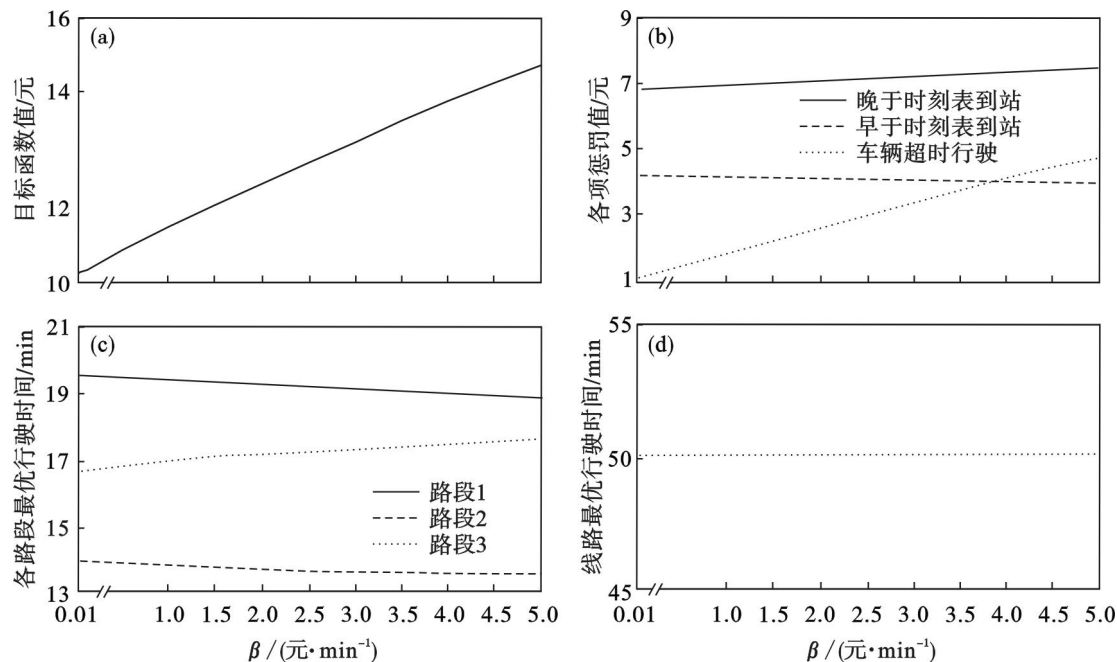 (a)
目标函数值/元
16
14
12
10
0.01 1.0 2.0 3.0 4.0 5.0
β / (元·min⁻¹)
(b)
各项惩罚值/元
9
7
5
3
1
晚于时刻表到站
早于时刻表到站
车辆超时行驶
1.0 1.5 2.0 2.5 3.0 3.5 4.0 4.5 5.0
(c)
各路段最优行驶时间/min
21
19
17
15
13
路段1
路段2
路段3
(d)
线路最优行驶时间/min
55
50
45
0.01 1.0 2.0 3.0 4.0 5.0
β / (元·min⁻¹)